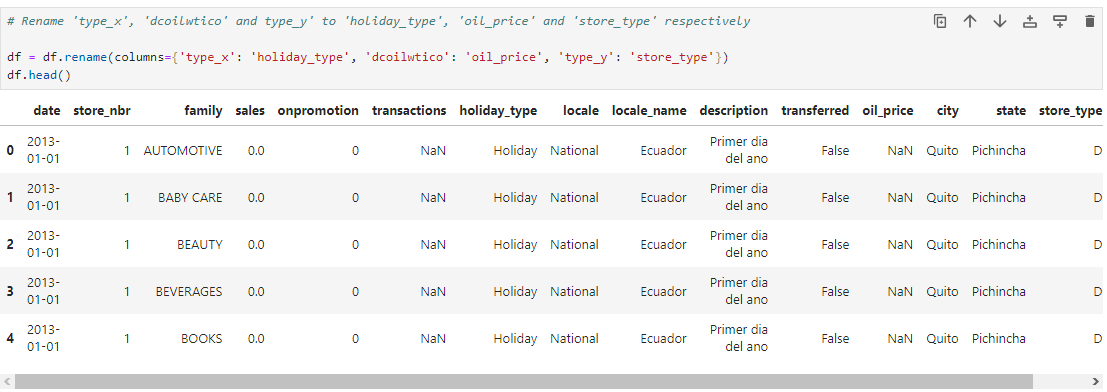 # Rename 'type_x', 'dcoilwtico' and type_y' to 'holiday_type', 'oil_price' and 'store_type' respectively
df = df.rename(columns={'type_x': 'holiday_type', 'dcoilwtico': 'oil_price', 'type_y': 'store_type'})
df.head()
date store_nbr family sales onpromotion transactions holiday_type locale locale_name description transferred oil_price city state store_type
0 2013-01-01 1 AUTOMOTIVE 0.0 0 NaN Holiday National Ecuador Primer dia del ano False NaN Quito Pichincha D
1 2013-01-01 1 BABY CARE 0.0 0 NaN Holiday National Ecuador Primer dia del ano False NaN Quito Pichincha D
2 2013-01-01 1 BEAUTY 0.0 0 NaN Holiday National Ecuador Primer dia del ano False NaN Quito Pichincha D
3 2013-01-01 1 BEVERAGES 0.0 0 NaN Holiday National Ecuador Primer dia del ano False NaN Quito Pichincha D
4 2013-01-01 1 BOOKS 0.0 0 NaN Holiday National Ecuador Primer dia del ano False NaN Quito Pichincha D